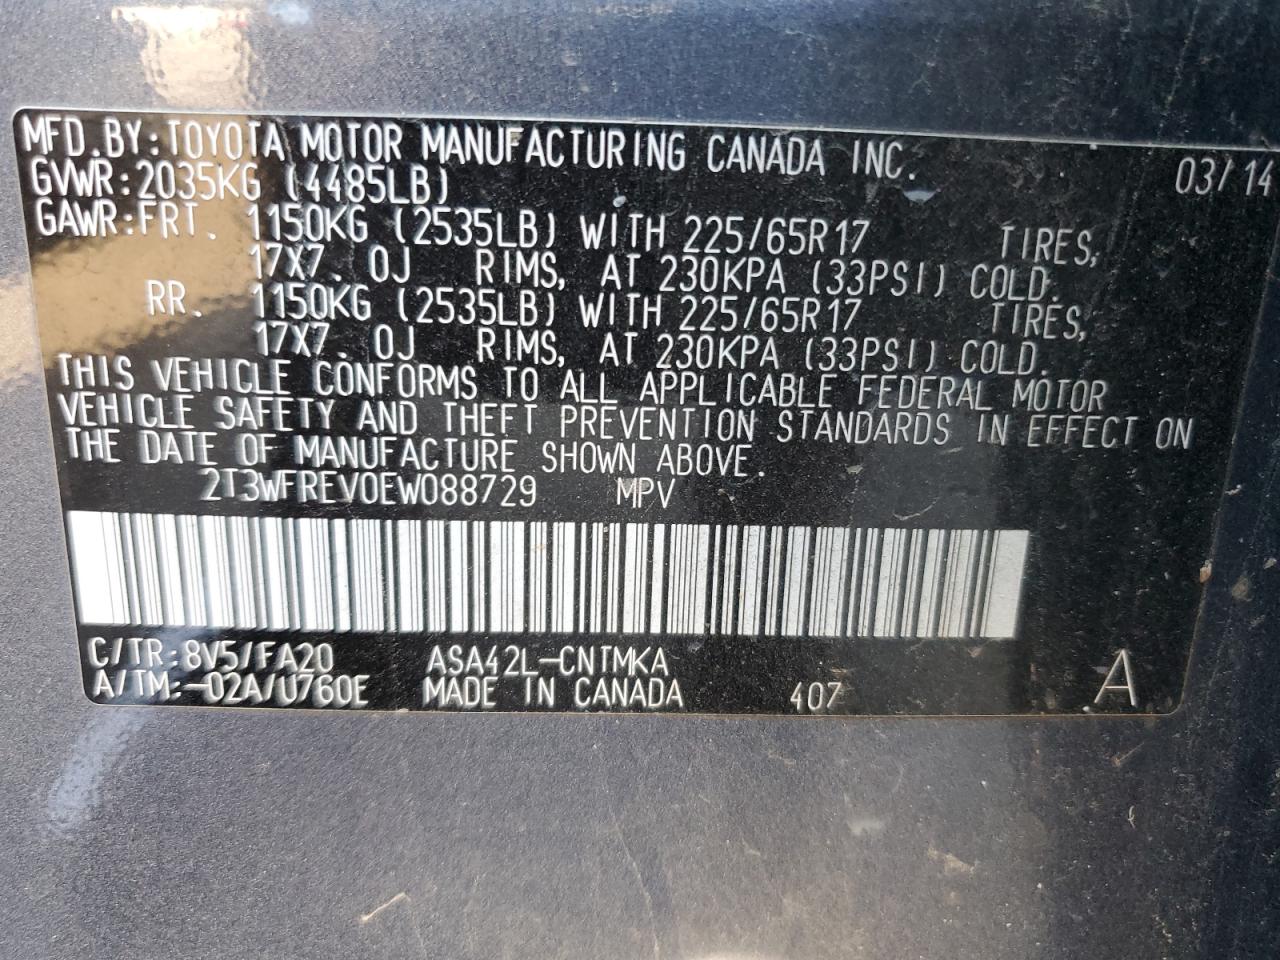 MFD.BY:TOYOTA MOTOR MANUFACTURING CANADA INC. 03/14
GVWR:2035KG (4485LB)
GAWR:FRT. 1150KG (2535LB) WITH 225/65R17 TIRES,
17X7.0J RIMS, AT 230KPA (33PSI) COLD.
RR. 1150KG (2535LB) WITH 225/65R17 TIRES,
17X7.0J RIMS, AT 230KPA (33PSI) COLD.
THIS VEHICLE CONFORMS TO ALL APPLICABLE FEDERAL MOTOR
VEHICLE SAFETY AND THEFT PREVENTION STANDARDS IN EFFECT ON
THE DATE OF MANUFACTURE SHOWN ABOVE.
2T3WFREV0EW088729 MPV
C/TR:8V5/FA20 ASA42L-CNTMKA
A/TM:-02A/U760E MADE IN CANADA 407 A